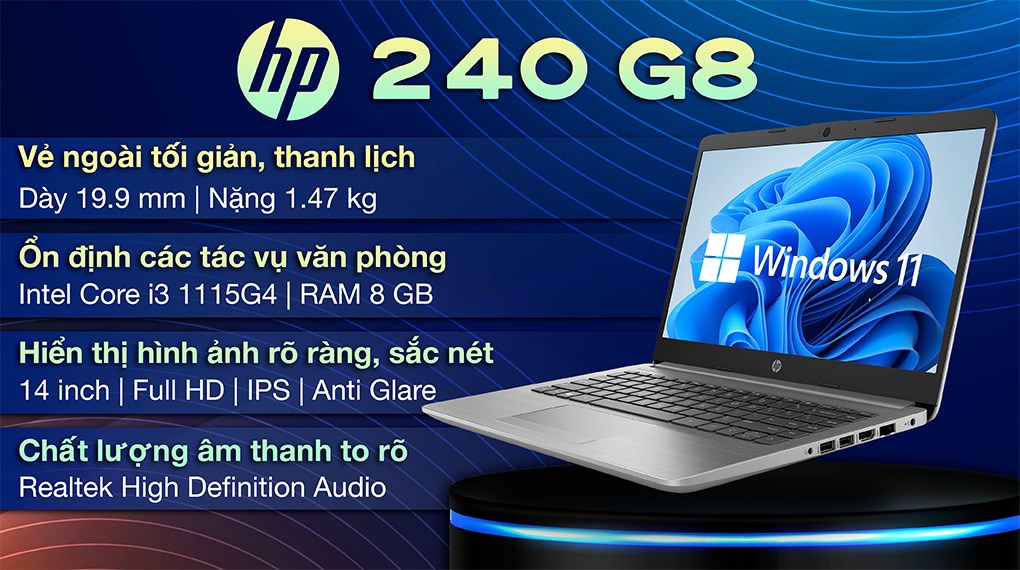 hp 240 G8
Vẻ ngoài tối giản, thanh lịch
Dày 19.9 mm | Nặng 1.47 kg
Ổn định các tác vụ văn phòng
Intel Core i3 1115G4 | RAM 8 GB
Hiển thị hình ảnh rõ ràng, sắc nét
14 inch | Full HD | IPS | Anti Glare
Chất lượng âm thanh to rõ
Realtek High Definition Audio
Windows 11
hp